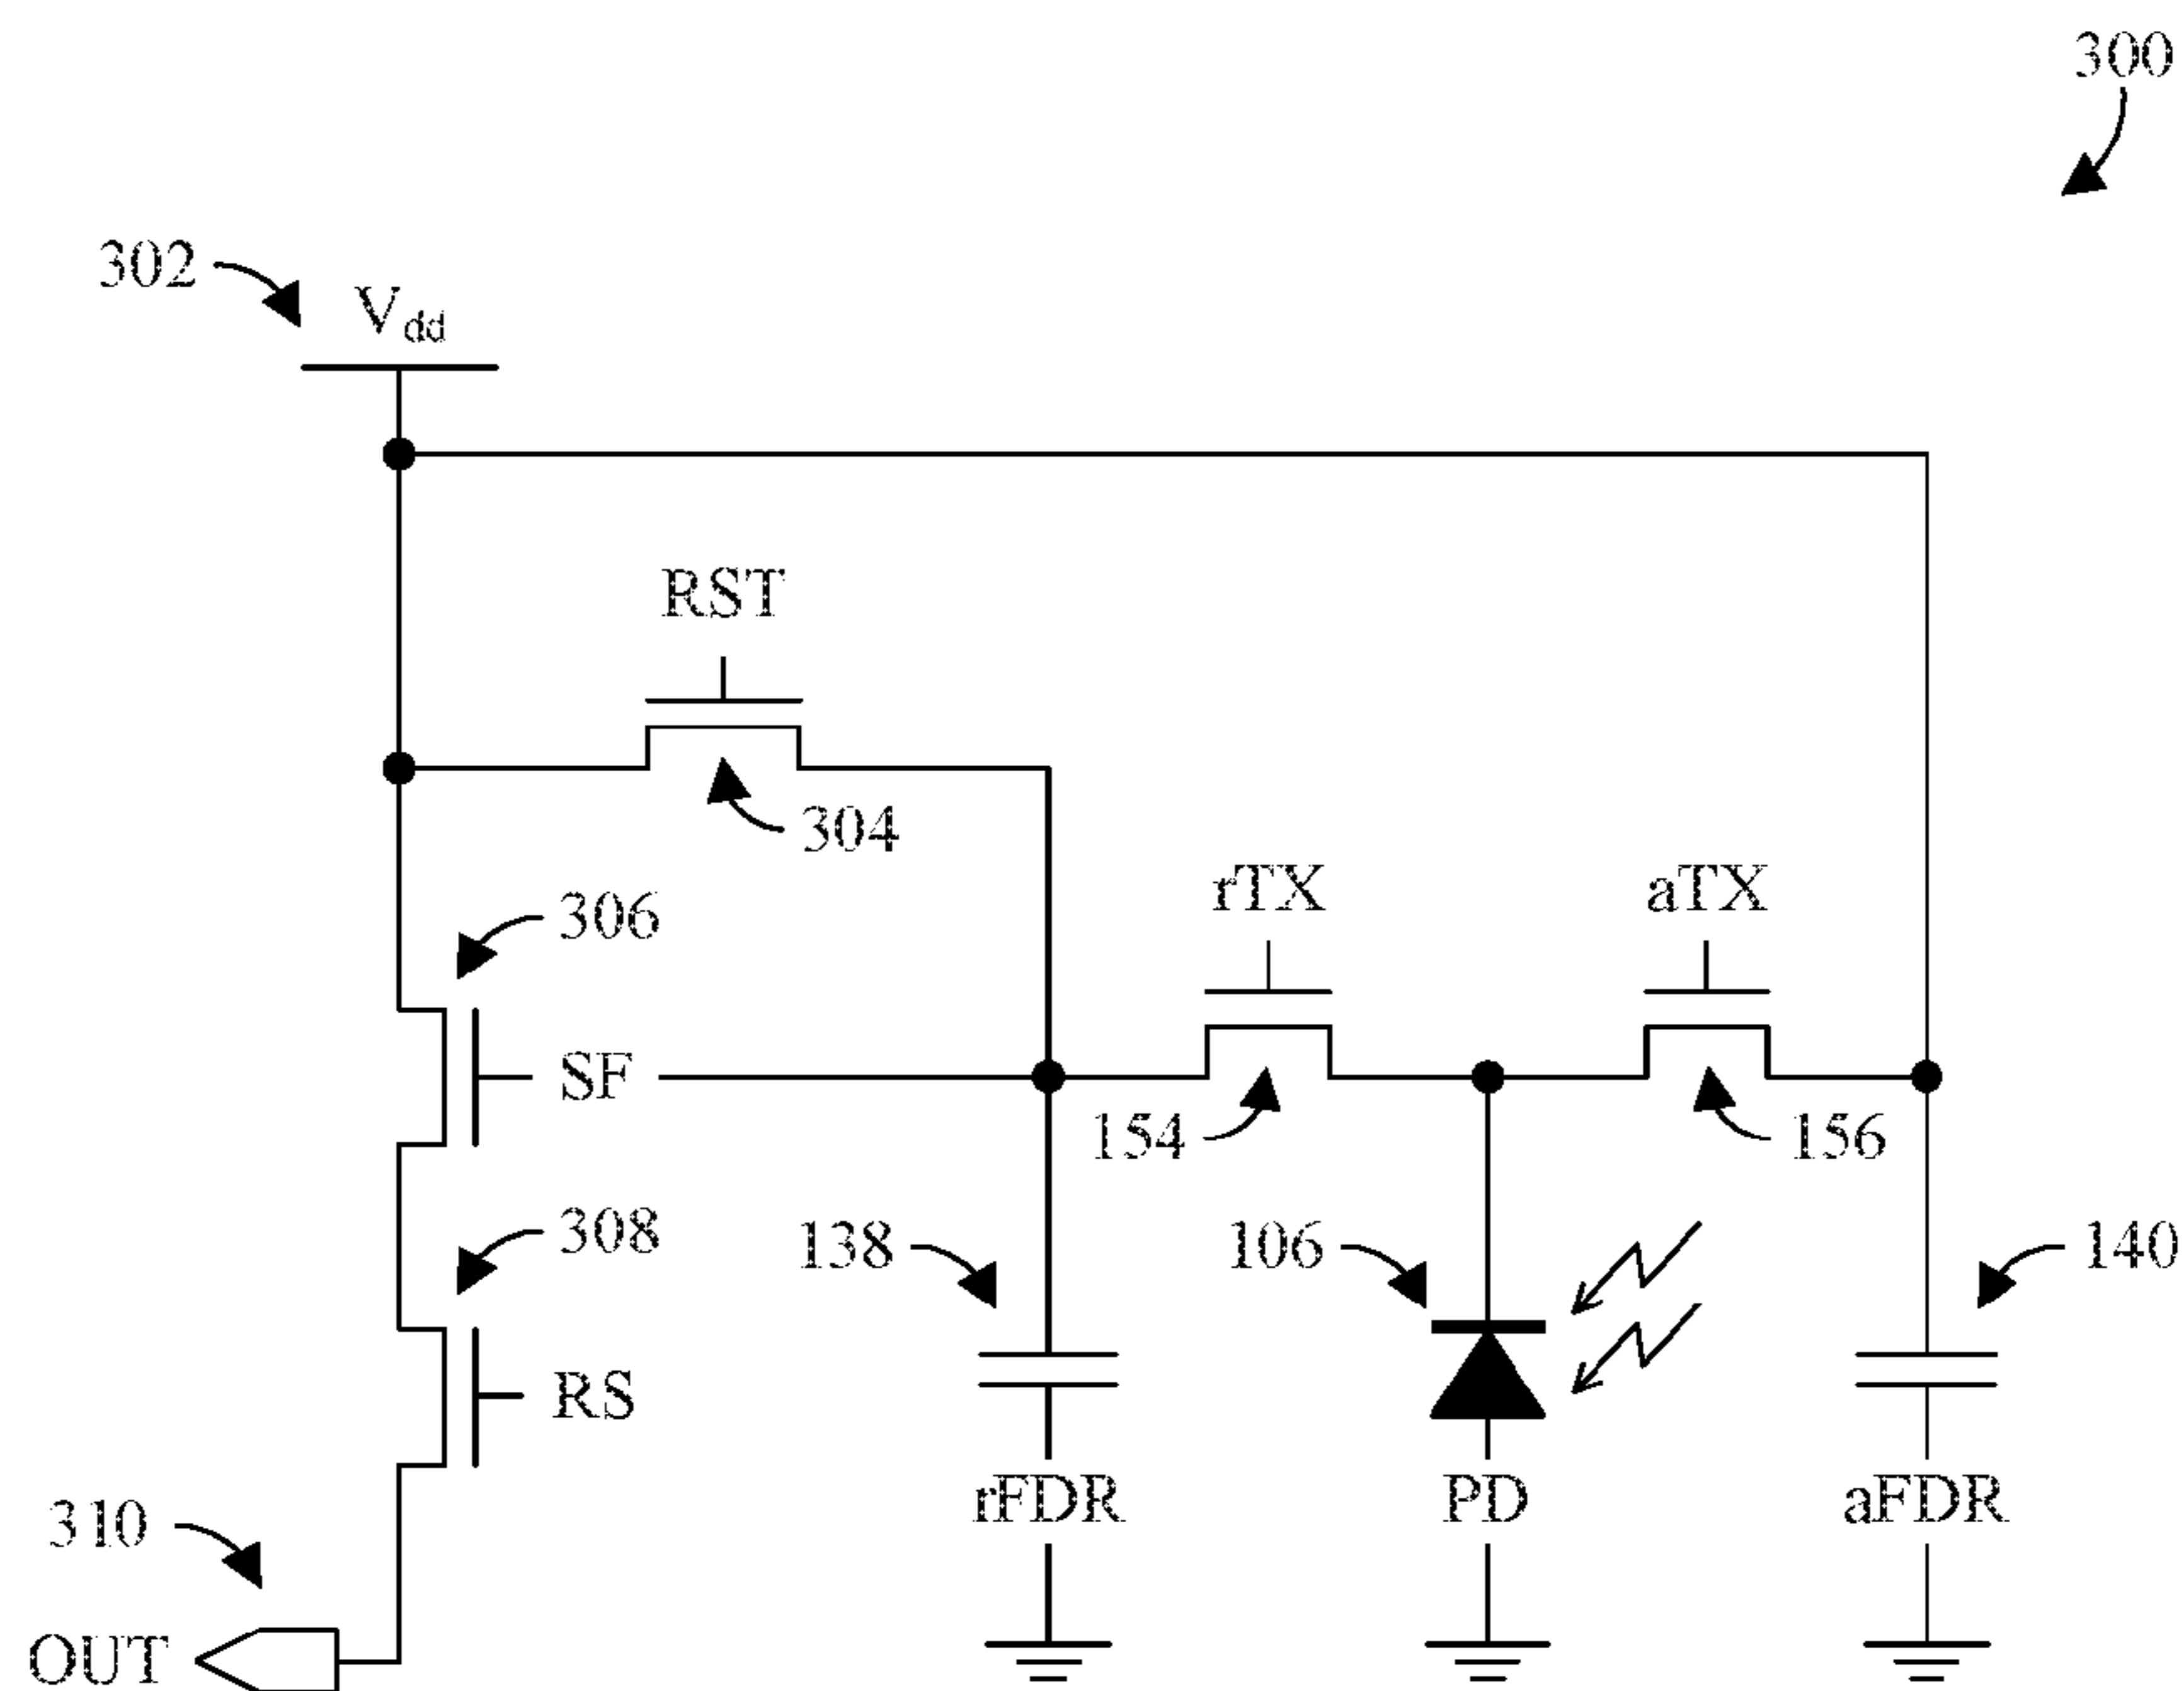 300
302
Vdd
RST
304
306
rTX
aTX
SF
154
156
308
138
106
140
RS
rFDR
PD
aFDR
310
OUT